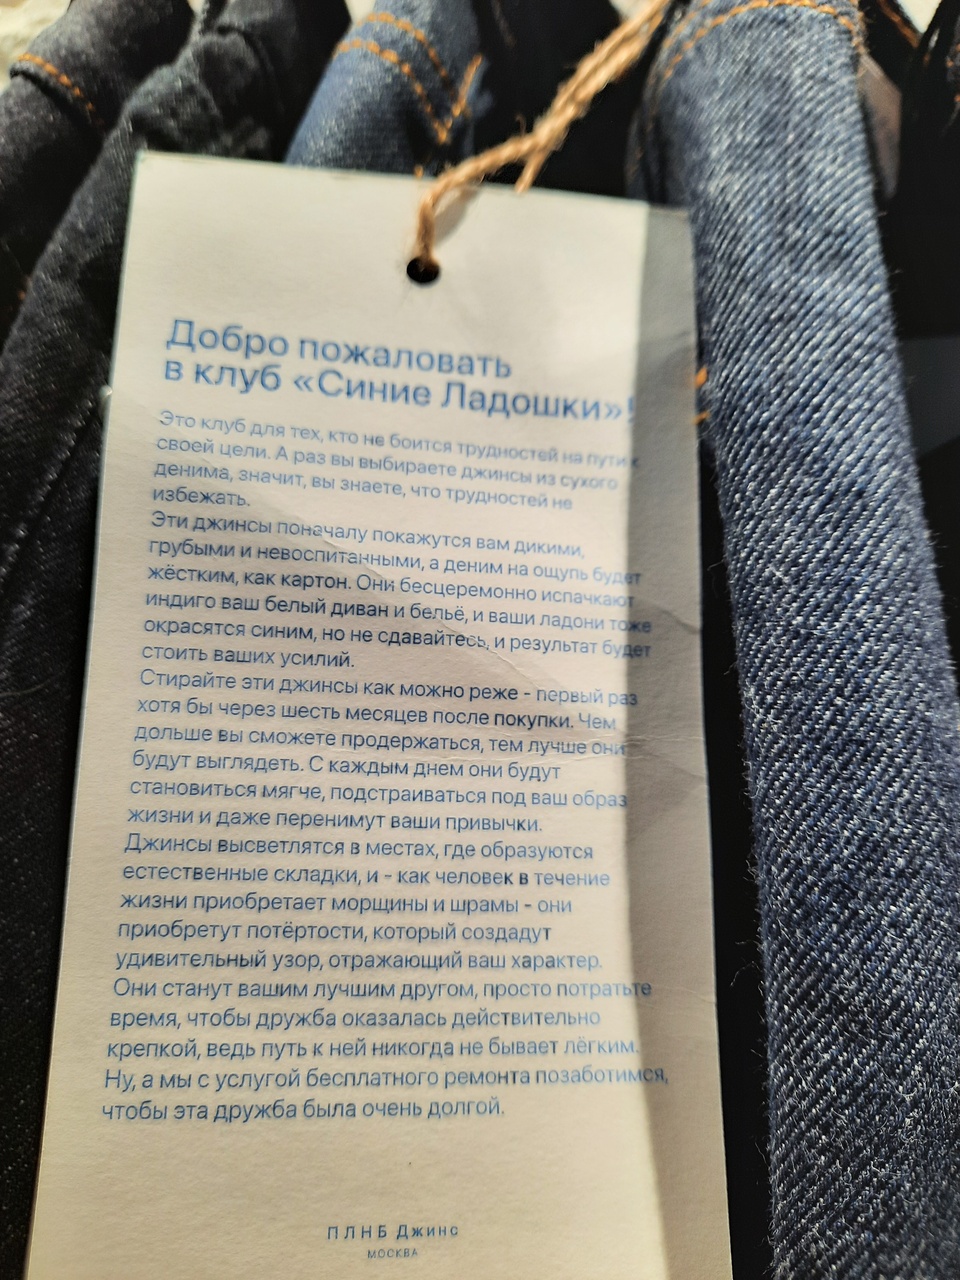 Добро пожаловать
в клуб «Синие Ладошки»!
Это клуб для тех, кто не боится трудностей на пути к
своей цели. А раз вы выбираете джинсы из сухого
денима, значит, вы знаете, что трудностей не
избежать.
Эти джинсы поначалу покажутся вам дикими,
грубыми и невоспитанными, а деним на ощупь будет
жёстким, как картон. Они бесцеремонно испачкают
индиго ваш белый диван и бельё, и ваши ладони тоже
окрасятся синим, но не сдавайтесь, и результат будет
стоить ваших усилий.
Стирайте эти джинсы как можно реже - первый раз
хотя бы через шесть месяцев после покупки. Чем
дольше вы сможете продержаться, тем лучше они
будут выглядеть. С каждым днем они будут
становиться мягче, подстраиваться под ваш образ
жизни и даже перенимут ваши привычки.
Джинсы высветлятся в местах, где образуются
естественные складки, и - как человек в течение
жизни приобретает морщины и шрамы - они
приобретут потёртости, который создадут
удивительный узор, отражающий ваш характер.
Они станут вашим лучшим другом, просто потратьте
время, чтобы дружба оказалась действительно
крепкой, ведь путь к ней никогда не бывает лёгким.
Ну, а мы с услугой бесплатного ремонта позаботимся,
чтобы эта дружба была очень долгой.
ПЛНБ Джинс
МОСКВА